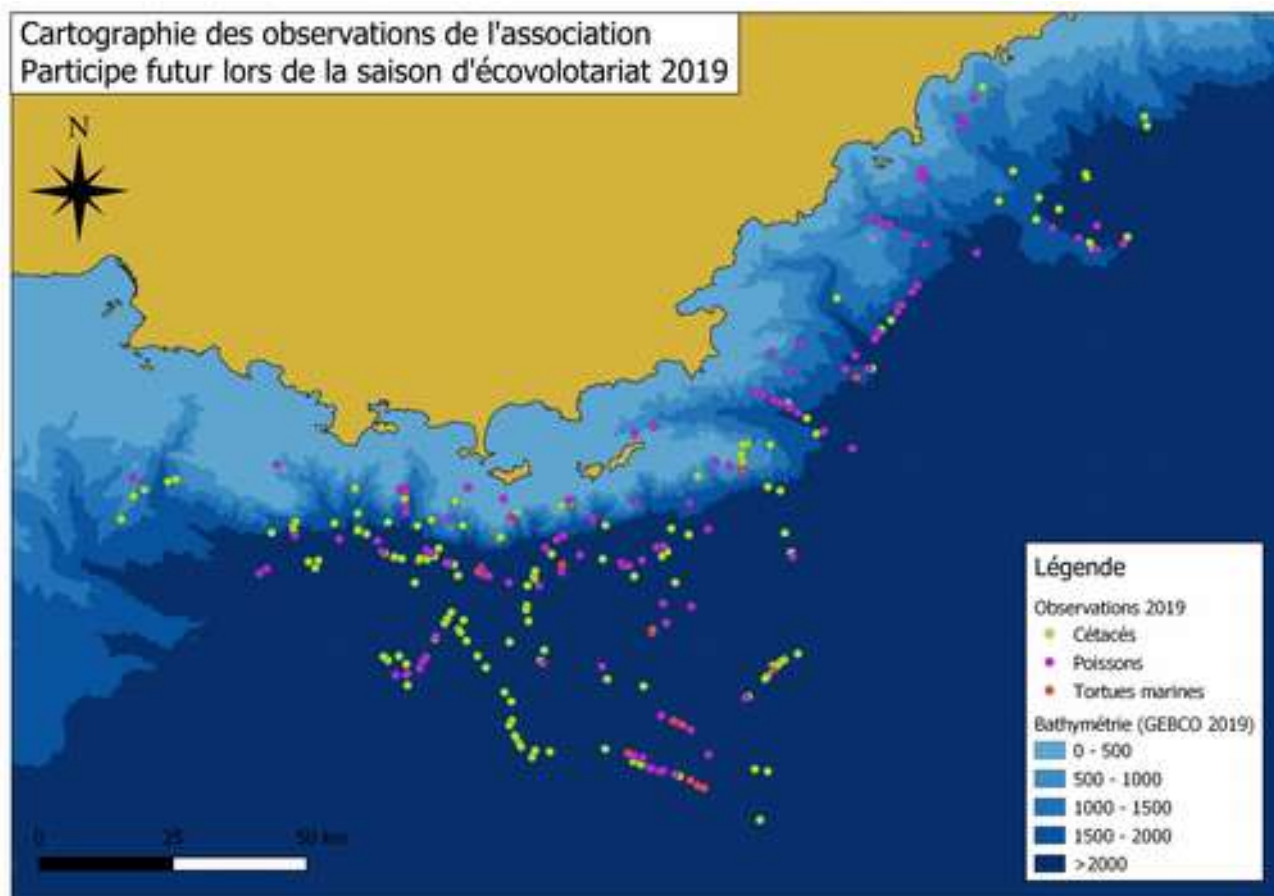 Cartographie des observations de l'association
Participe futur lors de la saison d'écovolotariat 2019
N
Légende
Observations 2019
Cétacés
Poissons
Tortues marines
Bathymétrie (GEBCO 2019)
0 - 500
500 - 1000
1000 - 1500
1500 - 2000
>2000
0 25 50 km